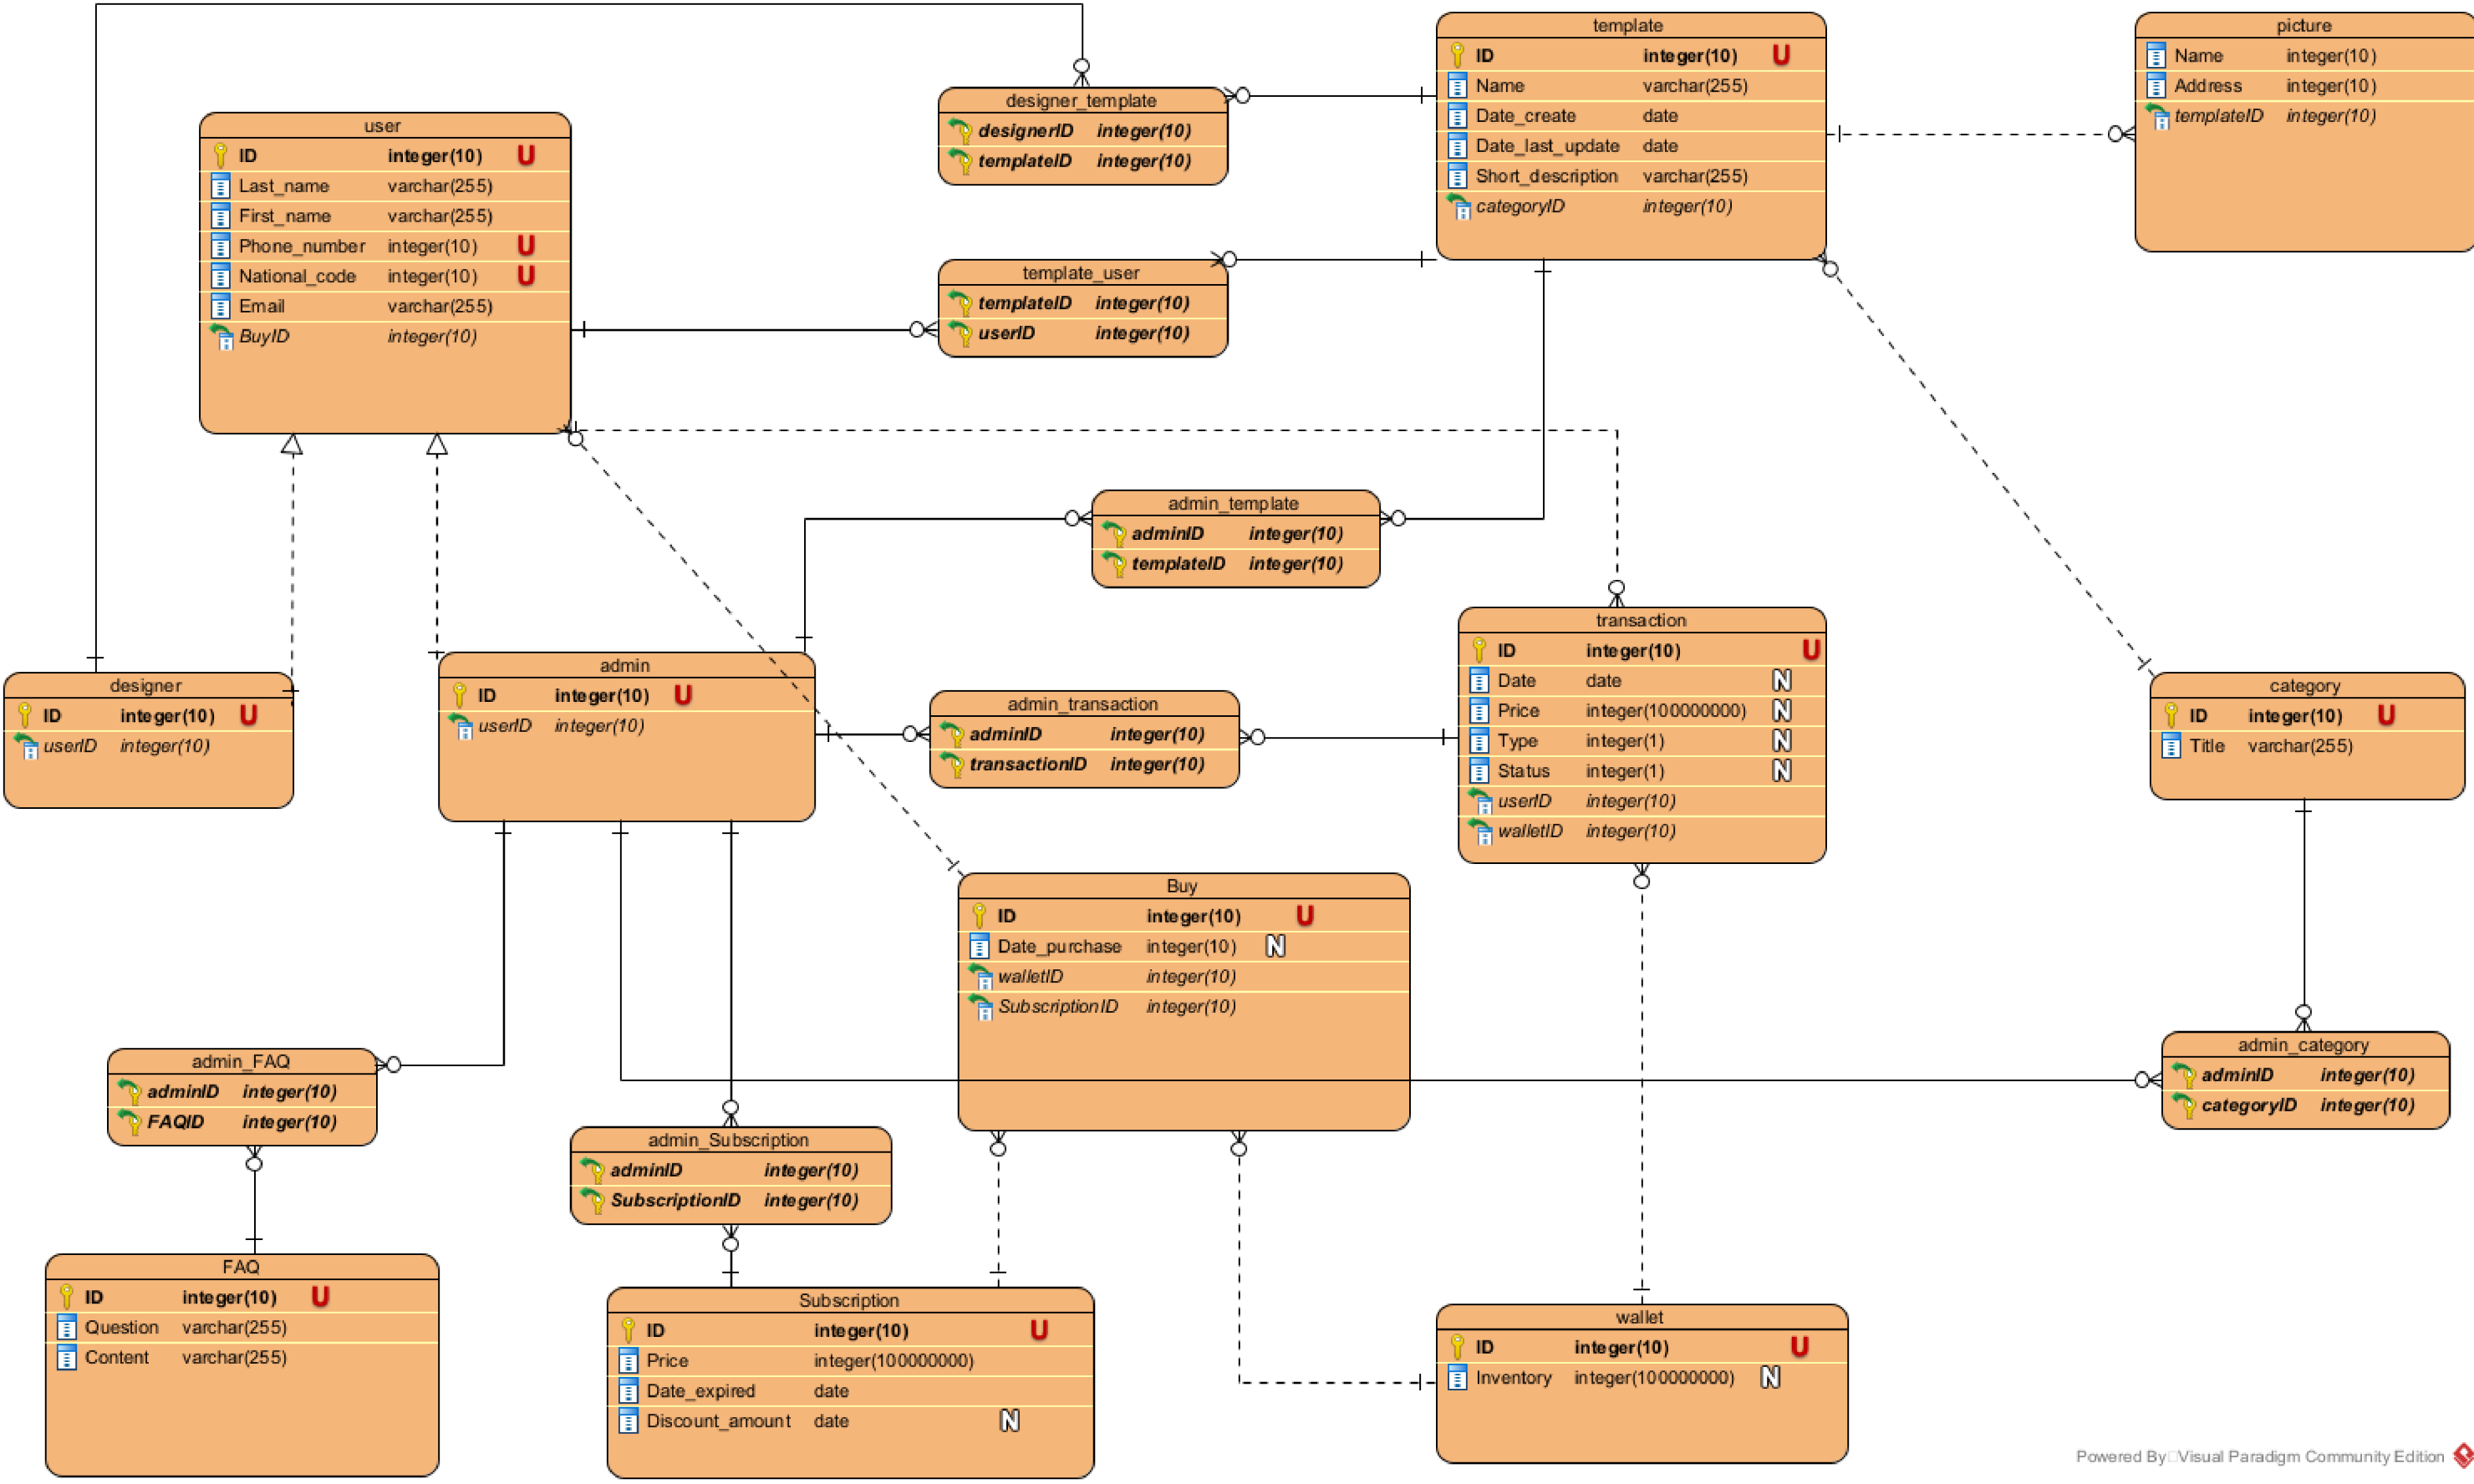 template
ID integer(10) U
Name varchar(255)
Date_create date
Date_last_update date
Short_description varchar(255)
categoryID integer(10)
picture
Name integer(10)
Address integer(10)
templateID integer(10)
designer_template
designerID integer(10)
templateID integer(10)
user
ID integer(10) U
Last_name varchar(255)
First_name varchar(255)
Phone_number integer(10) U
National_code integer(10) U
Email varchar(255)
BuyID integer(10)
template_user
templateID integer(10)
userID integer(10)
admin_template
adminID integer(10)
templateID integer(10)
transaction
ID integer(10) U
Date date N
Price integer(100000000) N
Type integer(1) N
Status integer(1) N
userID integer(10)
walletID integer(10)
designer
ID integer(10) U
userID integer(10)
admin
ID integer(10) U
userID integer(10)
admin_transaction
adminID integer(10)
transactionID integer(10)
category
ID integer(10) U
Title varchar(255)
Buy
ID integer(10) U
Date_purchase integer(10) N
walletID integer(10)
SubscriptionID integer(10)
admin_FAQ
adminID integer(10)
FAQID integer(10)
admin_category
adminID integer(10)
categoryID integer(10)
admin_Subscription
adminID integer(10)
SubscriptionID integer(10)
FAQ
ID integer(10) U
Question varchar(255)
Content varchar(255)
Subscription
ID integer(10) U
Price integer(100000000)
Date_expired date
Discount_amount date N
wallet
ID integer(10) U
Inventory integer(100000000) N
Powered By Visual Paradigm Community Edition